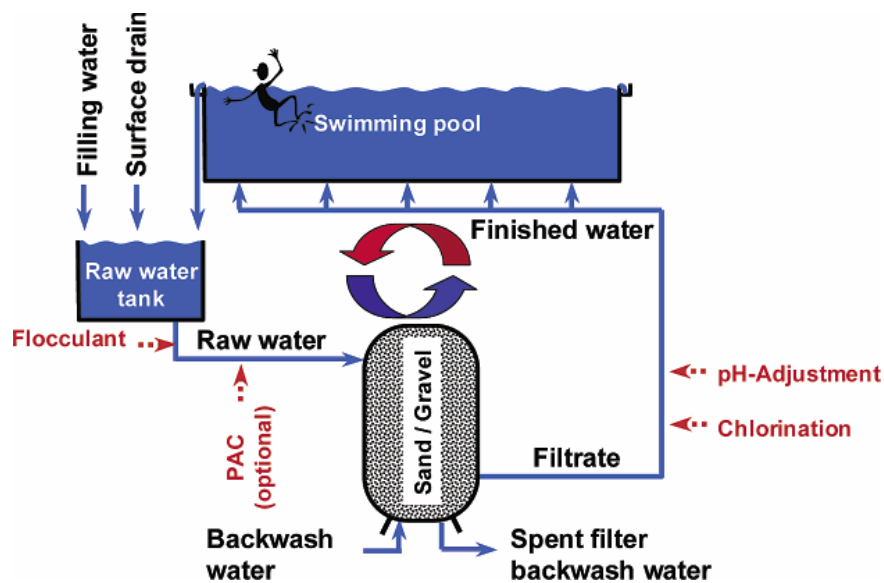 Filling water
Surface drain
Swimming pool
Finished water
Raw water
tank
Flocculant
Raw water
PAC
(optional)
Sand / Gravel
pH-Adjustment
Chlorination
Filtrate
Backwash
water
Spent filter
backwash water